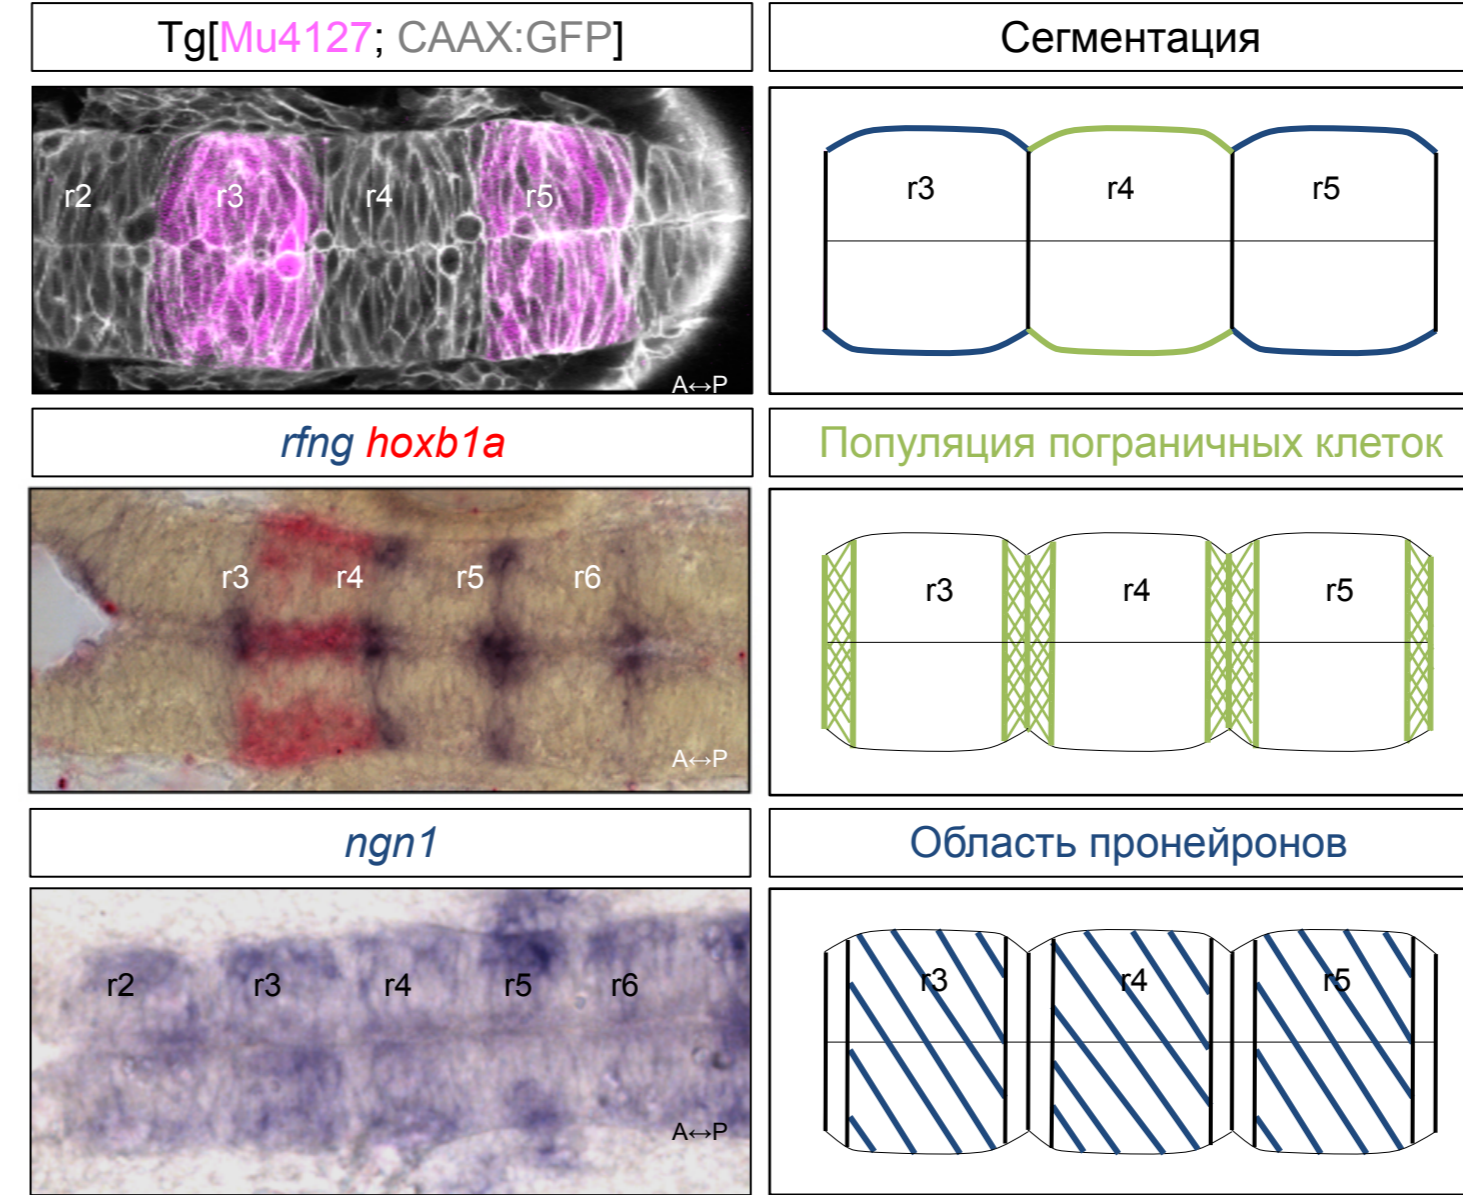 Tg[Mu4127; CAAX:GFP]
Сегментация
r2 r3 r4 r5
A↔P
r3 r4 r5
rfng hoxb1a
Популяция пограничных клеток
r3 r4 r5 r6
A↔P
r3 r4 r5
ngn1
Область пронейронов
r2 r3 r4 r5 r6
A↔P
r3 r4 r5